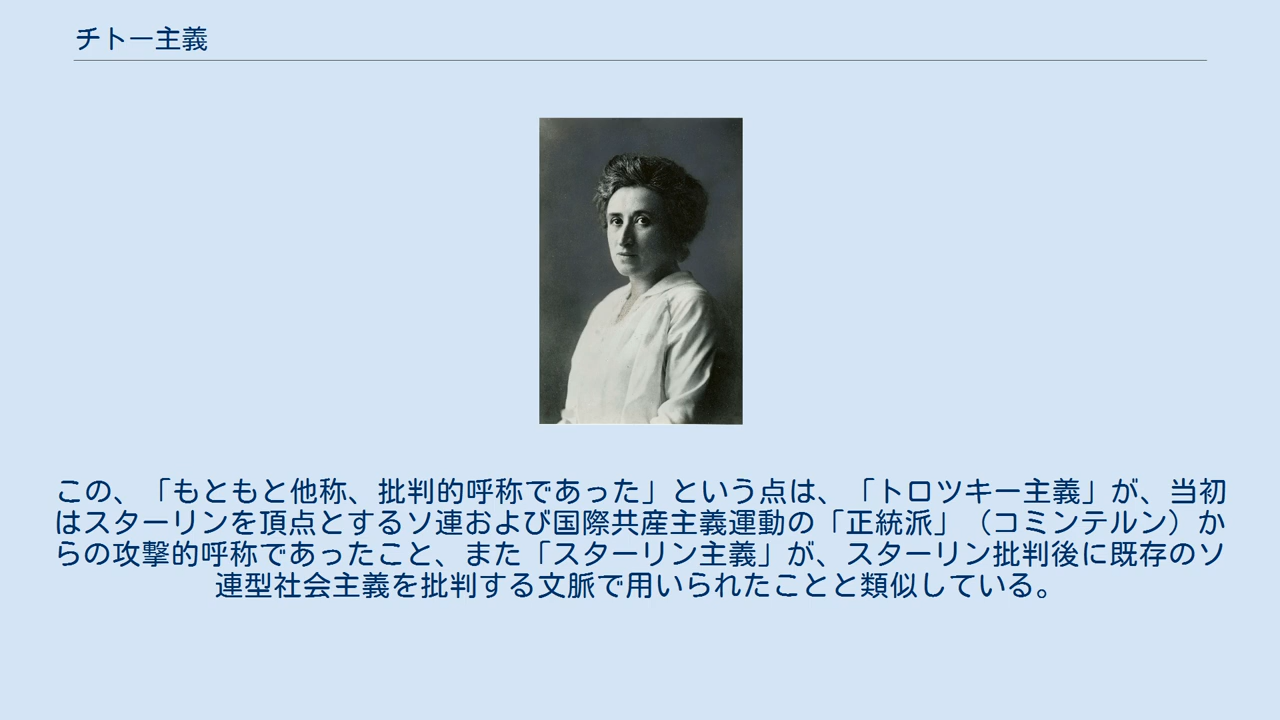 チトー主義
この、「もともと他称、批判的呼称であった」という点は、「トロツキー主義」が、当初
はスターリンを頂点とするソ連および国際共産主義運動の「正統派」（コミンテルン）か
らの攻撃的呼称であったこと、また「スターリン主義」が、スターリン批判後に既存のソ
連型社会主義を批判する文脈で用いられたことと類似している。